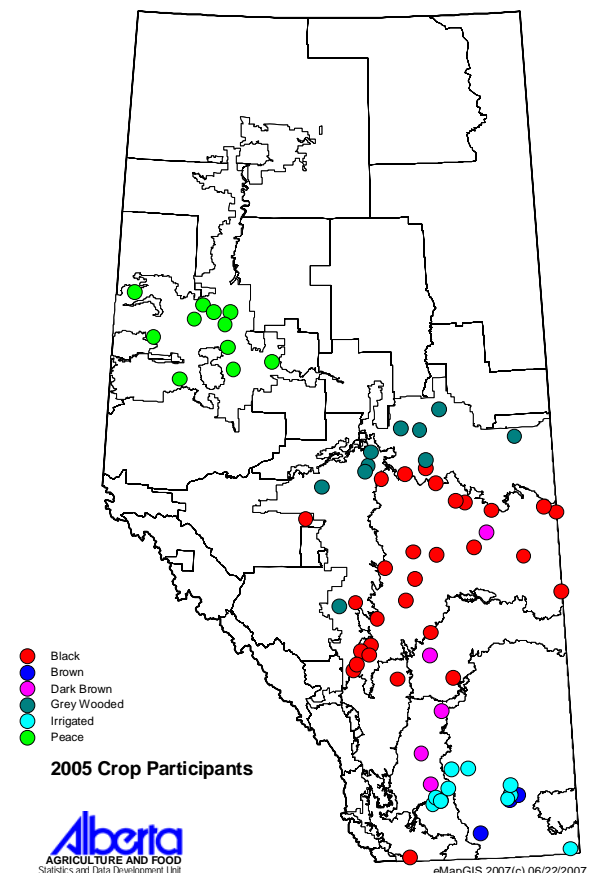 Black
Brown
Dark Brown
Grey Wooded
Irrigated
Peace
2005 Crop Participants
Alberta
AGRICULTURE AND FOOD
Statistics and Data Development Unit
eMapGIS 2007(c) 06/22/2007